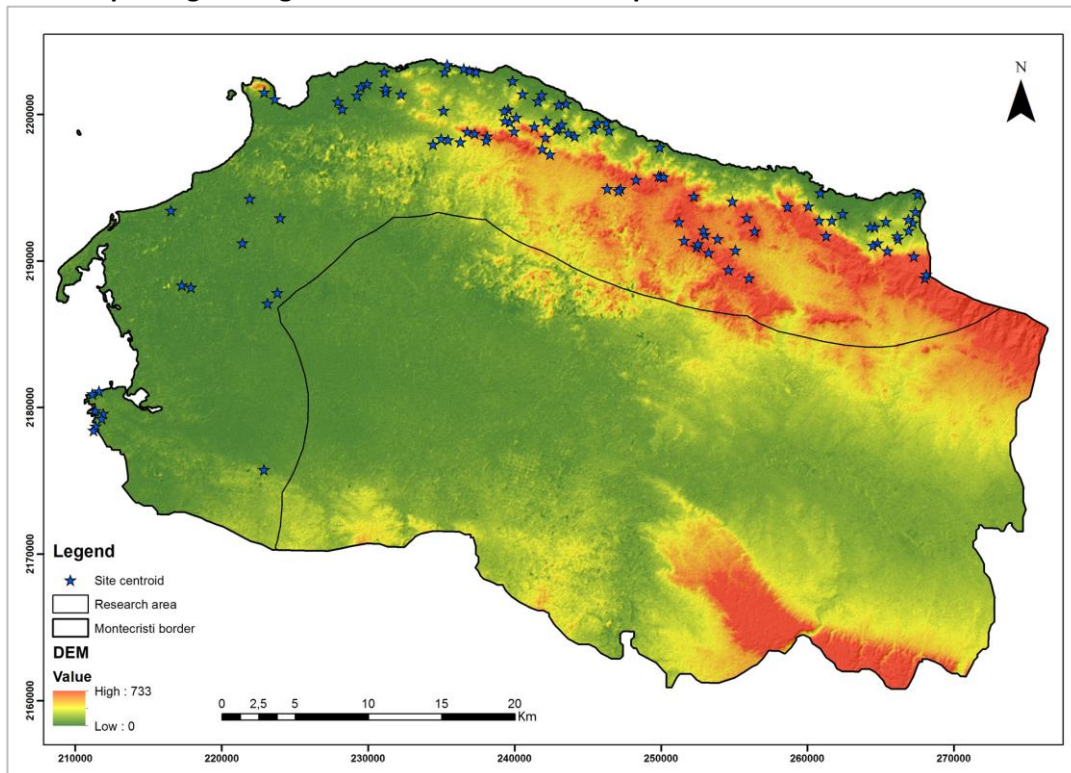 N
2200000
2190000
2180000
2170000
2160000
Legend
Site centroid
Research area
Montecristi border
DEM
Value
High : 733
Low : 0
0 2,5 5 10 15 20
Km
210000 220000 230000 240000 250000 260000 270000